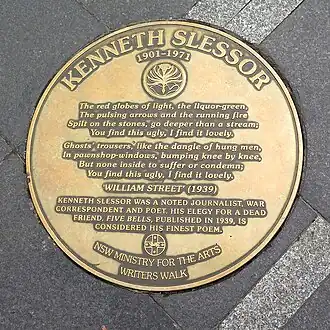 KENNETH SLESSOR
1901-1971
The red globes of light, the liquor-green,
The pulsing arrows and the running fire
Spilt on the stones, go deeper than a stream;
You find this ugly, I find it lovely.
Ghosts' trousers, like the dangle of hung men,
In pawnshop-windows, bumping knee by knee,
But none inside to suffer or condemn;
You find this ugly, I find it lovely.
'WILLIAM STREET' (1939)
KENNETH SLESSOR WAS A NOTED JOURNALIST, WAR
CORRESPONDENT AND POET. HIS ELEGY FOR A DEAD
FRIEND, FIVE BELLS, PUBLISHED IN 1939, IS
CONSIDERED HIS FINEST POEM.
NSW MINISTRY FOR THE ARTS
WRITERS WALK